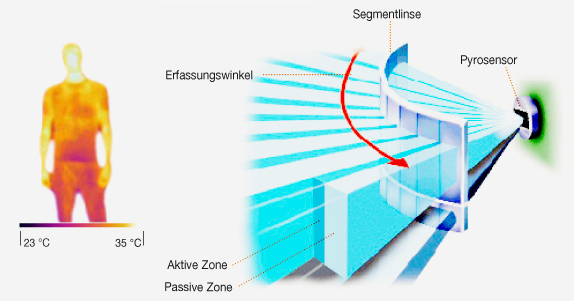 Segmentlinse
Pyrosensor
Erfassungswinkel
23 °C
35 °C
Aktive Zone
Passive Zone